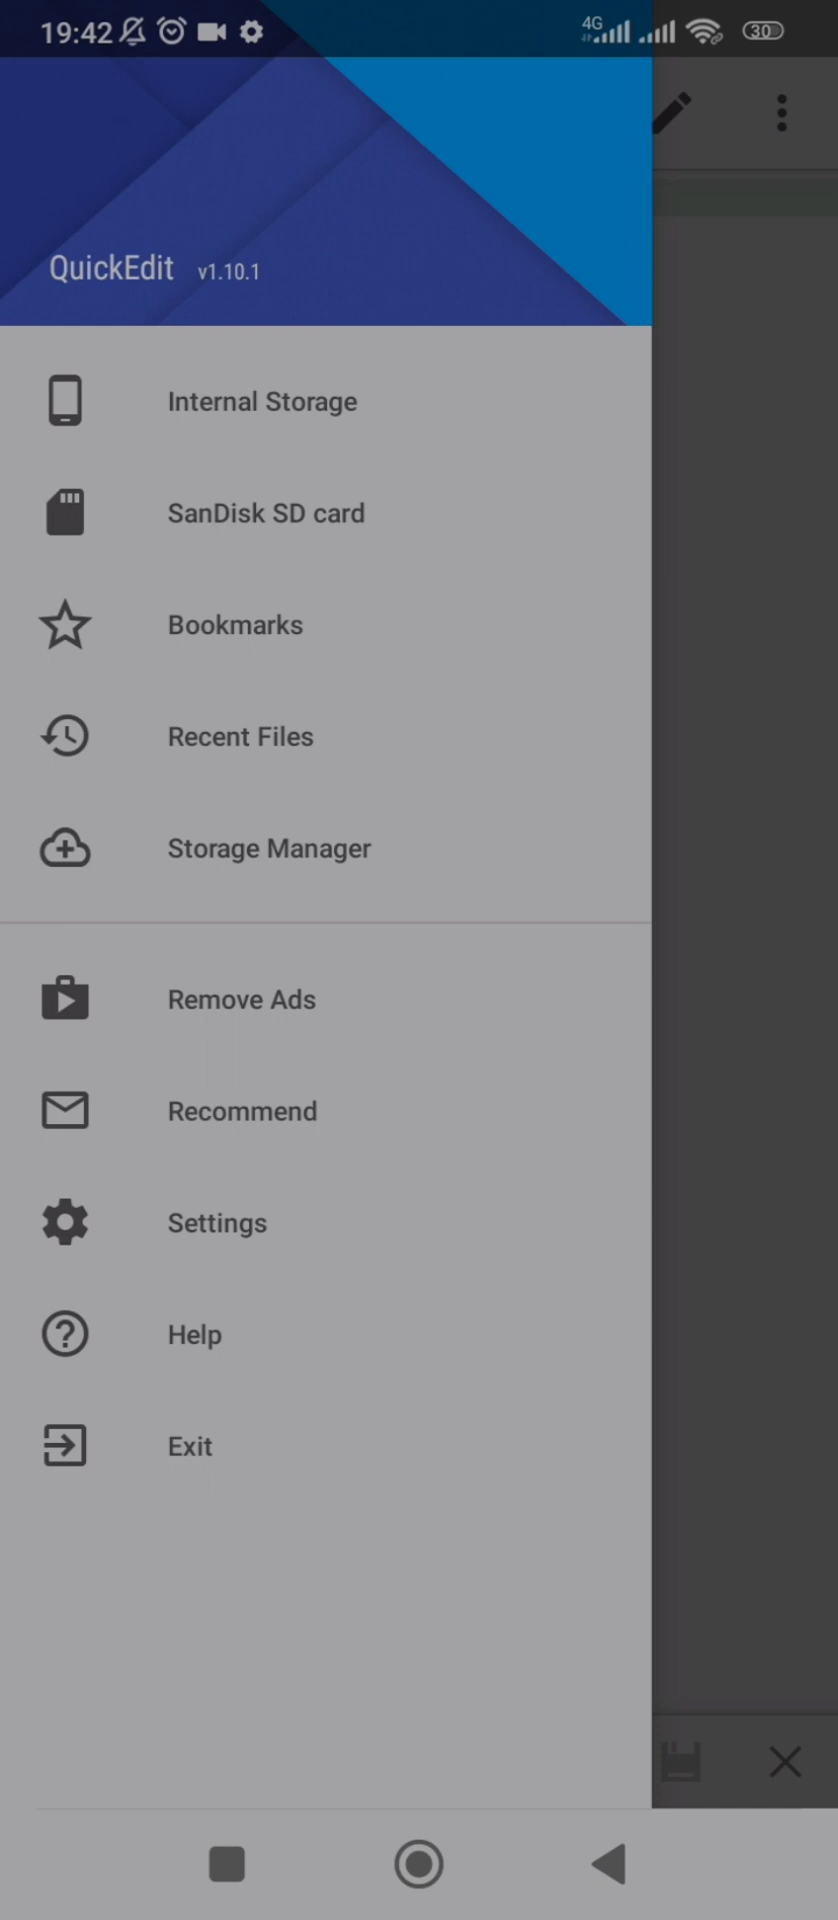 19:42 4G 30
QuickEdit v1.10.1
Internal Storage
SanDisk SD card
Bookmarks
Recent Files
Storage Manager
Remove Ads
Recommend
Settings
Help
Exit